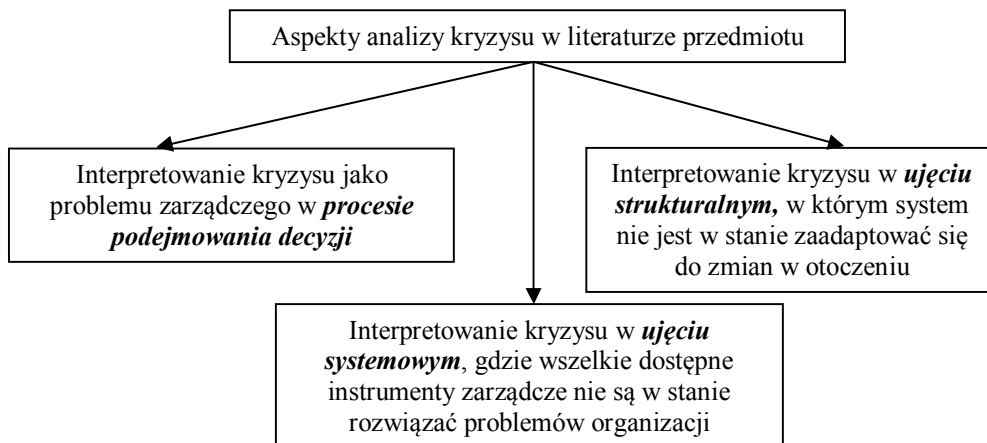 Aspekty analizy kryzysu w literaturze przedmiotu
Interpretowanie kryzysu jako
problemu zarządczego w procesie
podejmowania decyzji
Interpretowanie kryzysu w ujęciu
strukturalnym, w którym system
nie jest w stanie zaadaptować się
do zmian w otoczeniu
Interpretowanie kryzysu w ujęciu
systemowym, gdzie wszelkie dostępne
instrumenty zarządcze nie są w stanie
rozwiązać problemów organizacji